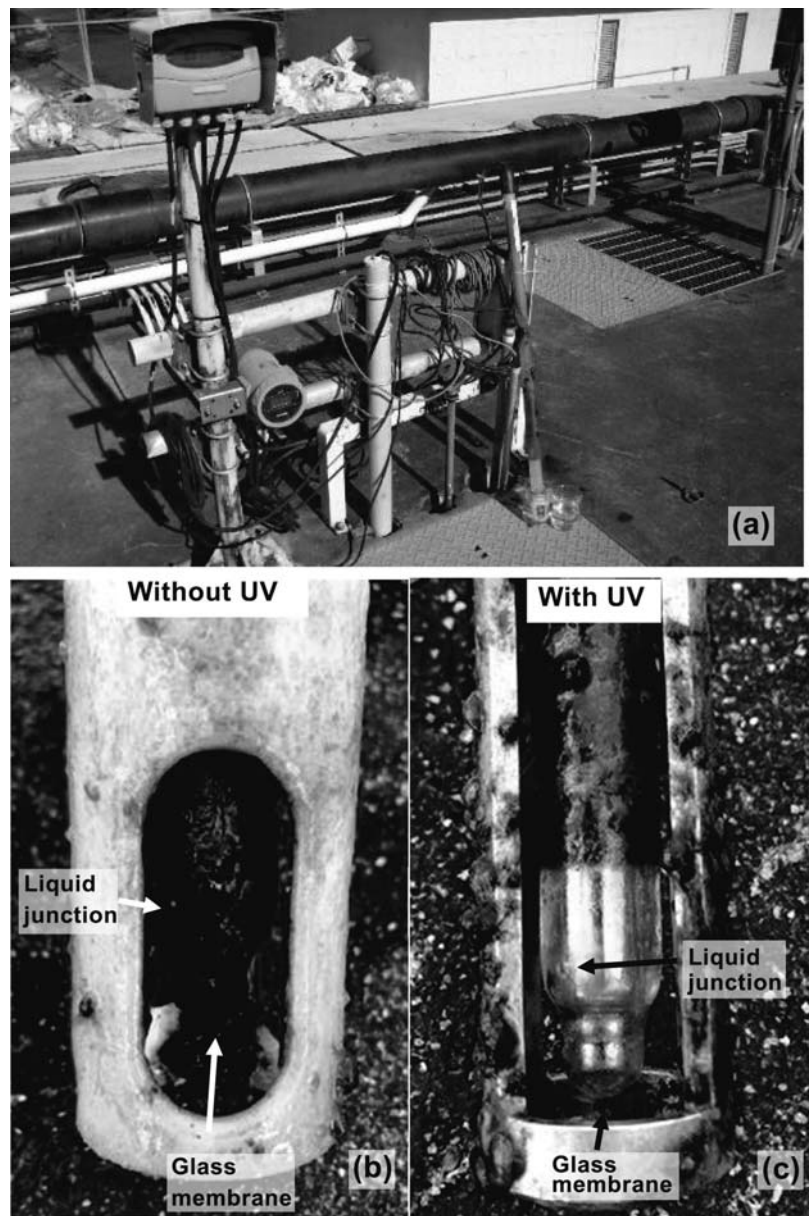 (a)
Without UV
With UV
Liquid
junction
Glass
membrane
(b)
Liquid
junction
Glass
membrane
(c)